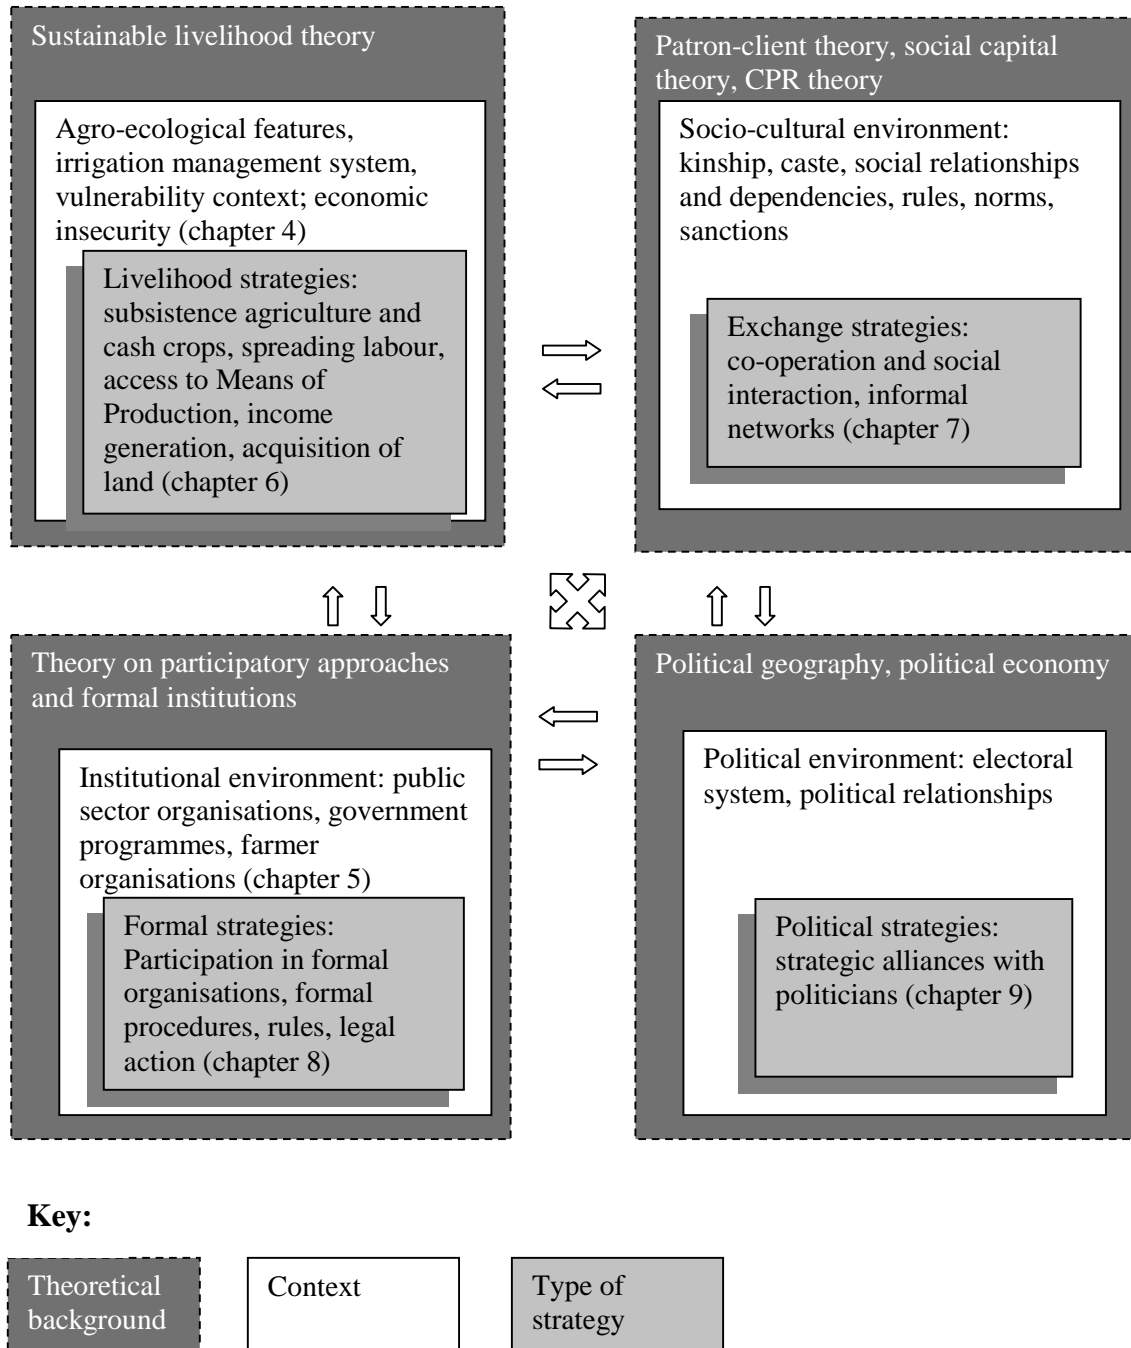 Sustainable livelihood theory
Agro-ecological features,
irrigation management system,
vulnerability context; economic
insecurity (chapter 4)
Livelihood strategies:
subsistence agriculture and
cash crops, spreading labour,
access to Means of
Production, income
generation, acquisition of
land (chapter 6)
Patron-client theory, social capital
theory, CPR theory
Socio-cultural environment:
kinship, caste, social relationships
and dependencies, rules, norms,
sanctions
Exchange strategies:
co-operation and social
interaction, informal
networks (chapter 7)
Theory on participatory approaches
and formal institutions
Institutional environment: public
sector organisations, government
programmes, farmer
organisations (chapter 5)
Formal strategies:
Participation in formal
organisations, formal
procedures, rules, legal
action (chapter 8)
Political geography, political economy
Political environment: electoral
system, political relationships
Political strategies:
strategic alliances with
politicians (chapter 9)
Key:
Theoretical
background
Context
Type of
strategy